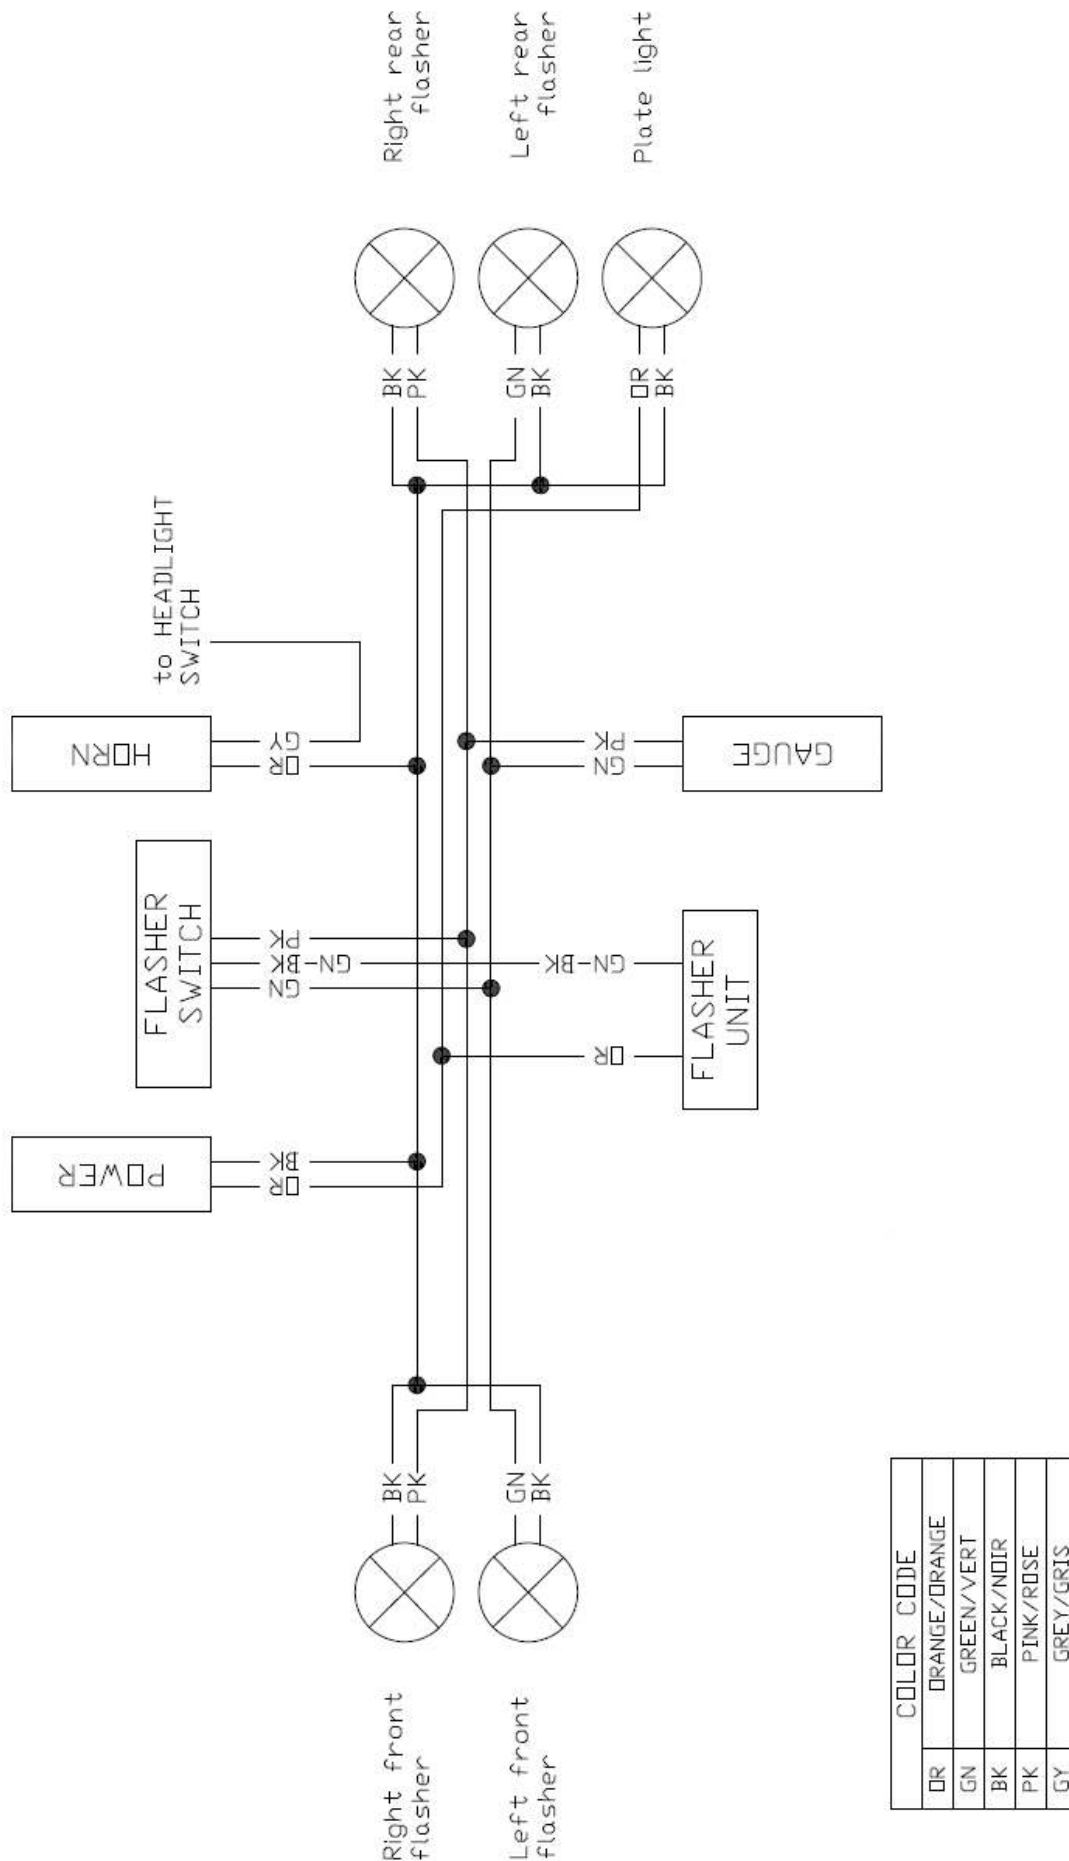 Right rear
flasher
Left rear
flasher
Plate light
BK
PK
GN
BK
OR
BK
to HEADLIGHT
SWITCH
HORN
GY
OR
PK
GN
GAUGE
FLASHER
SWITCH
PK
GN-BK
GN
GN-BK
OR
FLASHER
UNIT
POWER
BK
OR
BK
PK
GN
BK
Right front
flasher
Left front
flasher
COLOR CODE
OR ORANGE/ORANGE
GN GREEN/VERT
BK BLACK/NOIR
PK PINK/ROSE
GY GREY/GRIS